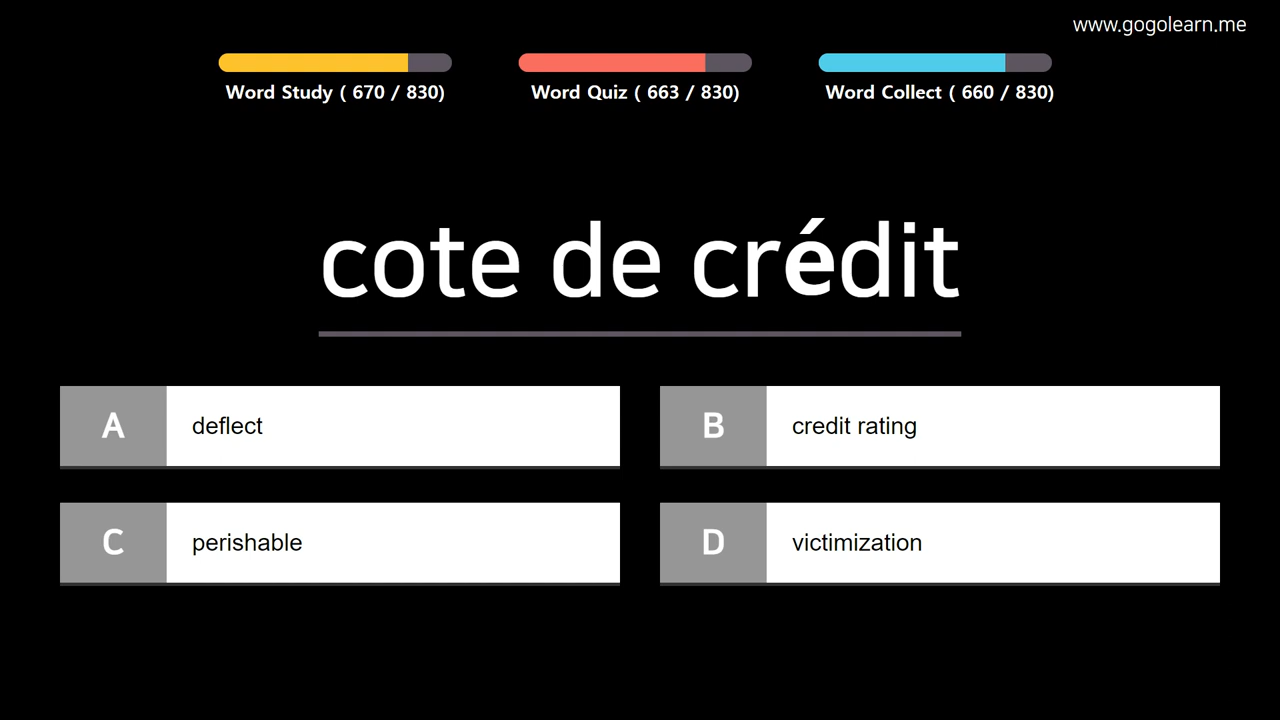 www.gogolearn.me
Word Study ( 670 / 830)
Word Quiz ( 663 / 830)
Word Collect ( 660 / 830)
cote de crédit
A deflect
B credit rating
C perishable
D victimization